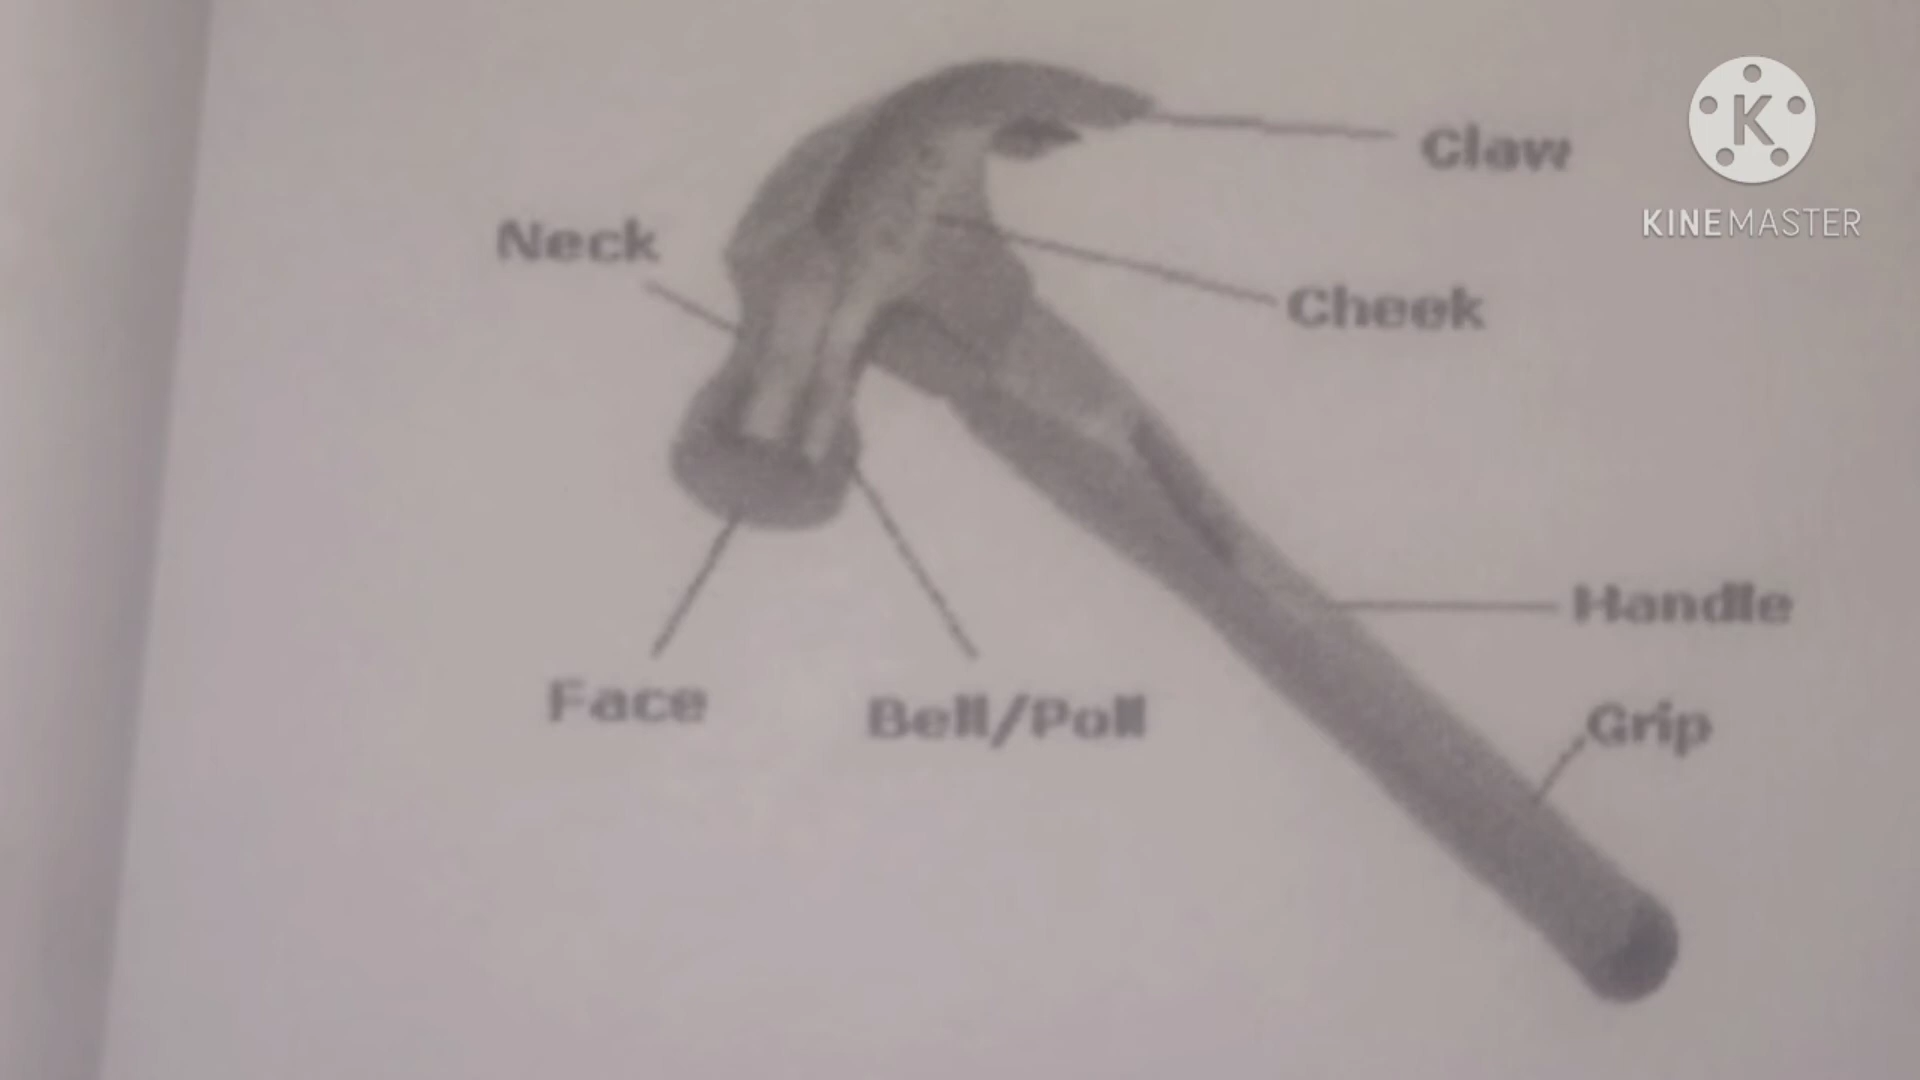 Claw
K
KINEMASTER
Neck
Cheek
Handle
Face
Bell/Poll
Grip